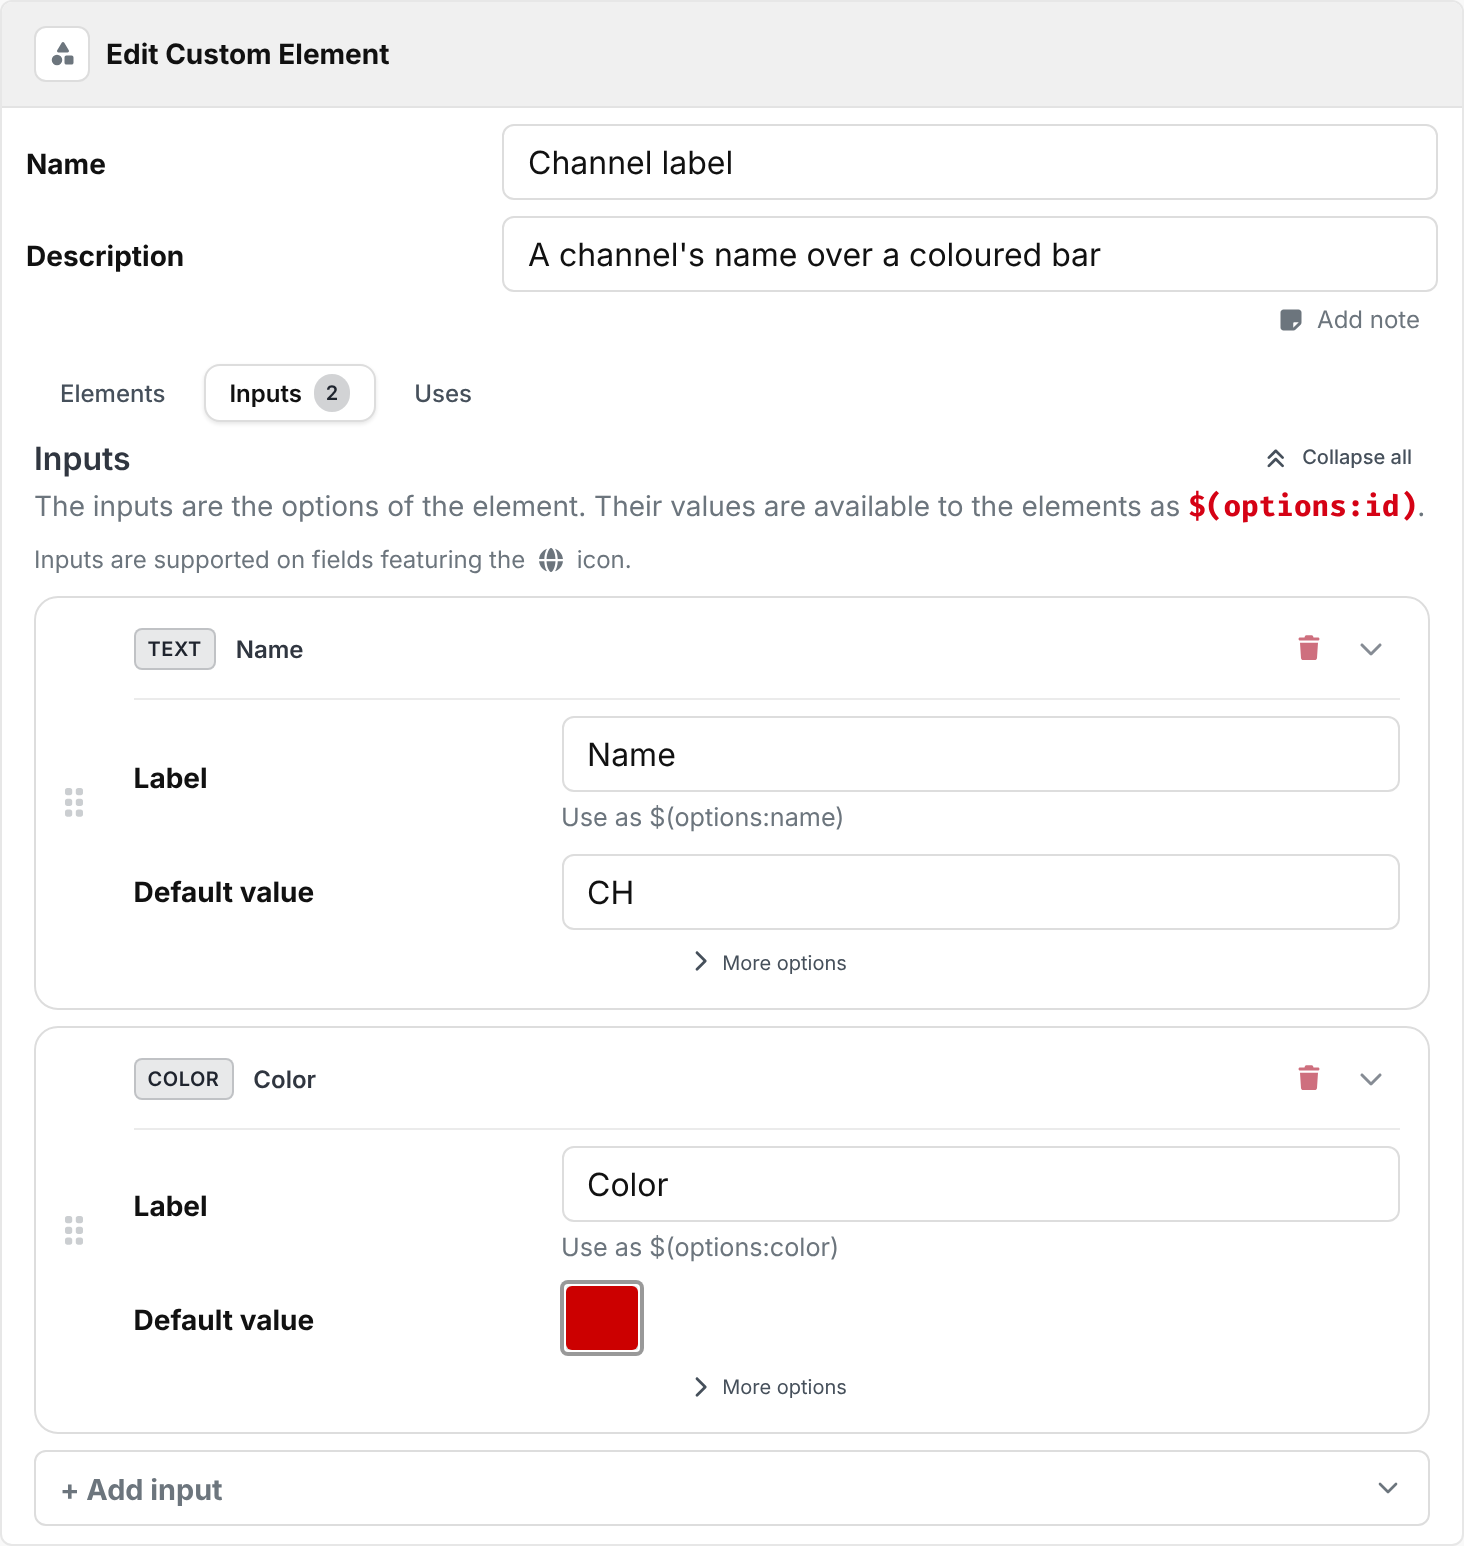 Edit Custom Element
Name
Channel label
Description
A channel's name over a coloured bar
Add note
Elements
Inputs 2
Uses
Inputs
Collapse all
The inputs are the options of the element. Their values are available to the elements as $(options:id).
Inputs are supported on fields featuring the icon.
TEXT Name
Label
Name
Use as $(options:name)
Default value
CH
More options
COLOR Color
Label
Color
Use as $(options:color)
Default value
More options
+ Add input